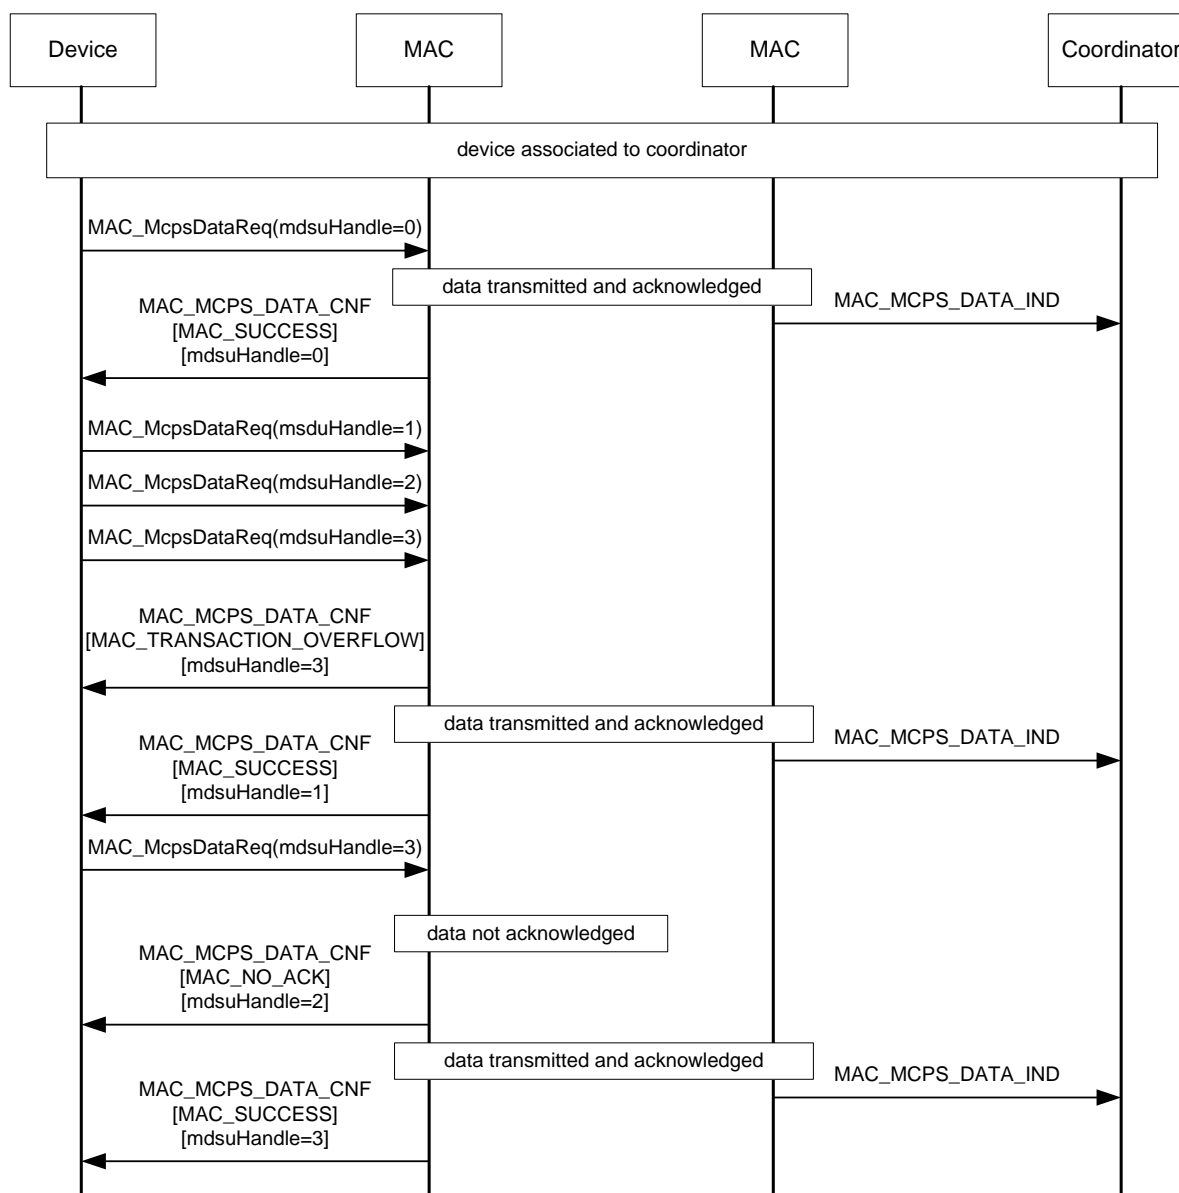 Device
MAC
MAC
Coordinator
device associated to coordinator
MAC_McpsDataReq(mdsuHandle=0)
data transmitted and acknowledged
MAC_MCPS_DATA_CNF
[MAC_SUCCESS]
[mdsuHandle=0]
MAC_MCPS_DATA_IND
MAC_McpsDataReq(msduHandle=1)
MAC_McpsDataReq(mdsuHandle=2)
MAC_McpsDataReq(mdsuHandle=3)
MAC_MCPS_DATA_CNF
[MAC_TRANSACTION_OVERFLOW]
[mdsuHandle=3]
data transmitted and acknowledged
MAC_MCPS_DATA_CNF
[MAC_SUCCESS]
[mdsuHandle=1]
MAC_MCPS_DATA_IND
MAC_McpsDataReq(mdsuHandle=3)
data not acknowledged
MAC_MCPS_DATA_CNF
[MAC_NO_ACK]
[mdsuHandle=2]
data transmitted and acknowledged
MAC_MCPS_DATA_CNF
[MAC_SUCCESS]
[mdsuHandle=3]
MAC_MCPS_DATA_IND